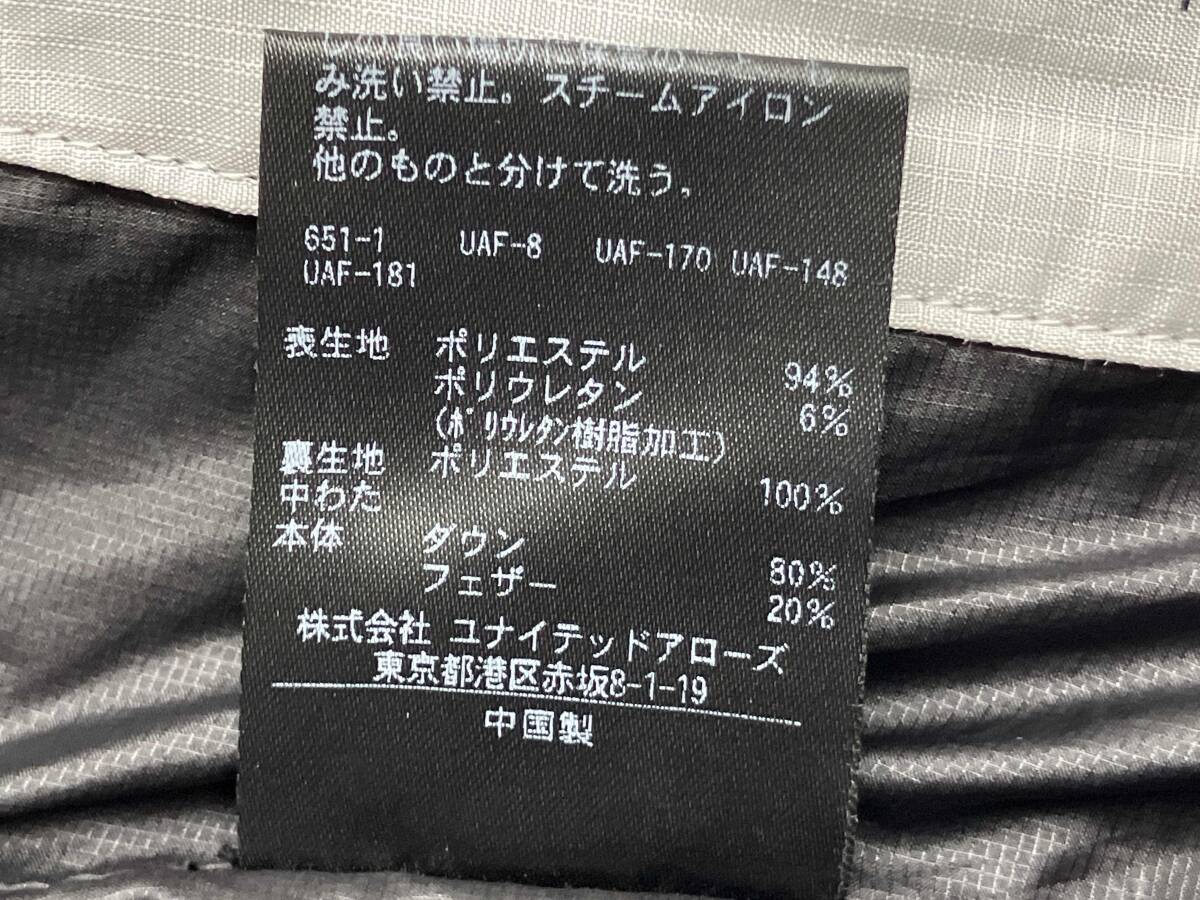 み洗い禁止。スチームアイロン
禁止。
他のものと分けて洗う。
651-1 UAF-8 UAF-170 UAF-148
UAF-181
表生地 ポリエステル 94%
ポリウレタン 6%
(ﾎﾟﾘｳﾚﾀﾝ樹脂加工)
裏生地 ポリエステル 100%
中わた
本体 ダウン 80%
フェザー 20%
株式会社 ユナイテッドアローズ
東京都港区赤坂8-1-19
中国製